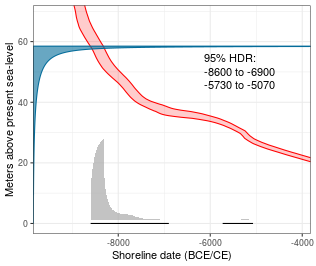 Meters above present sea-level
60
40
20
0
95% HDR:
-8600 to -6900
-5730 to -5070
-8000
-6000
-4000
Shoreline date (BCE/CE)